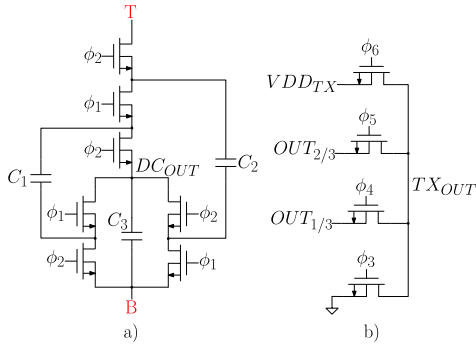 T
ϕ2
ϕ1
ϕ2
DC_OUT
C1
C2
ϕ1
C3
ϕ2
ϕ2
ϕ1
B
a)
ϕ6
VDD_TX
ϕ5
OUT_2/3
ϕ4
OUT_1/3
TX_OUT
ϕ3
b)